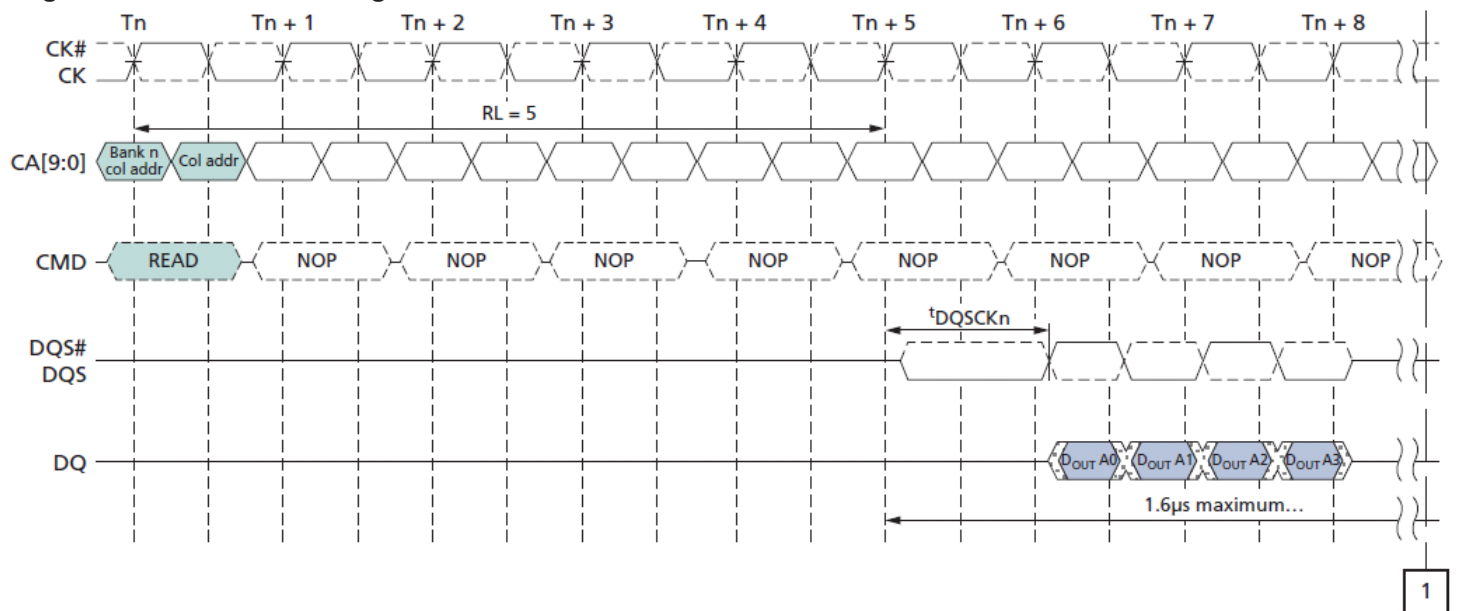 Tn Tn + 1 Tn + 2 Tn + 3 Tn + 4 Tn + 5 Tn + 6 Tn + 7 Tn + 8
CK#
CK
RL = 5
CA[9:0] Bank n col addr Col addr
CMD READ NOP NOP NOP NOP NOP NOP NOP NOP
tDQSCKn
DQS#
DQS
DQ DOUT A0 DOUT A1 DOUT A2 DOUT A3
1.6µs maximum…
1